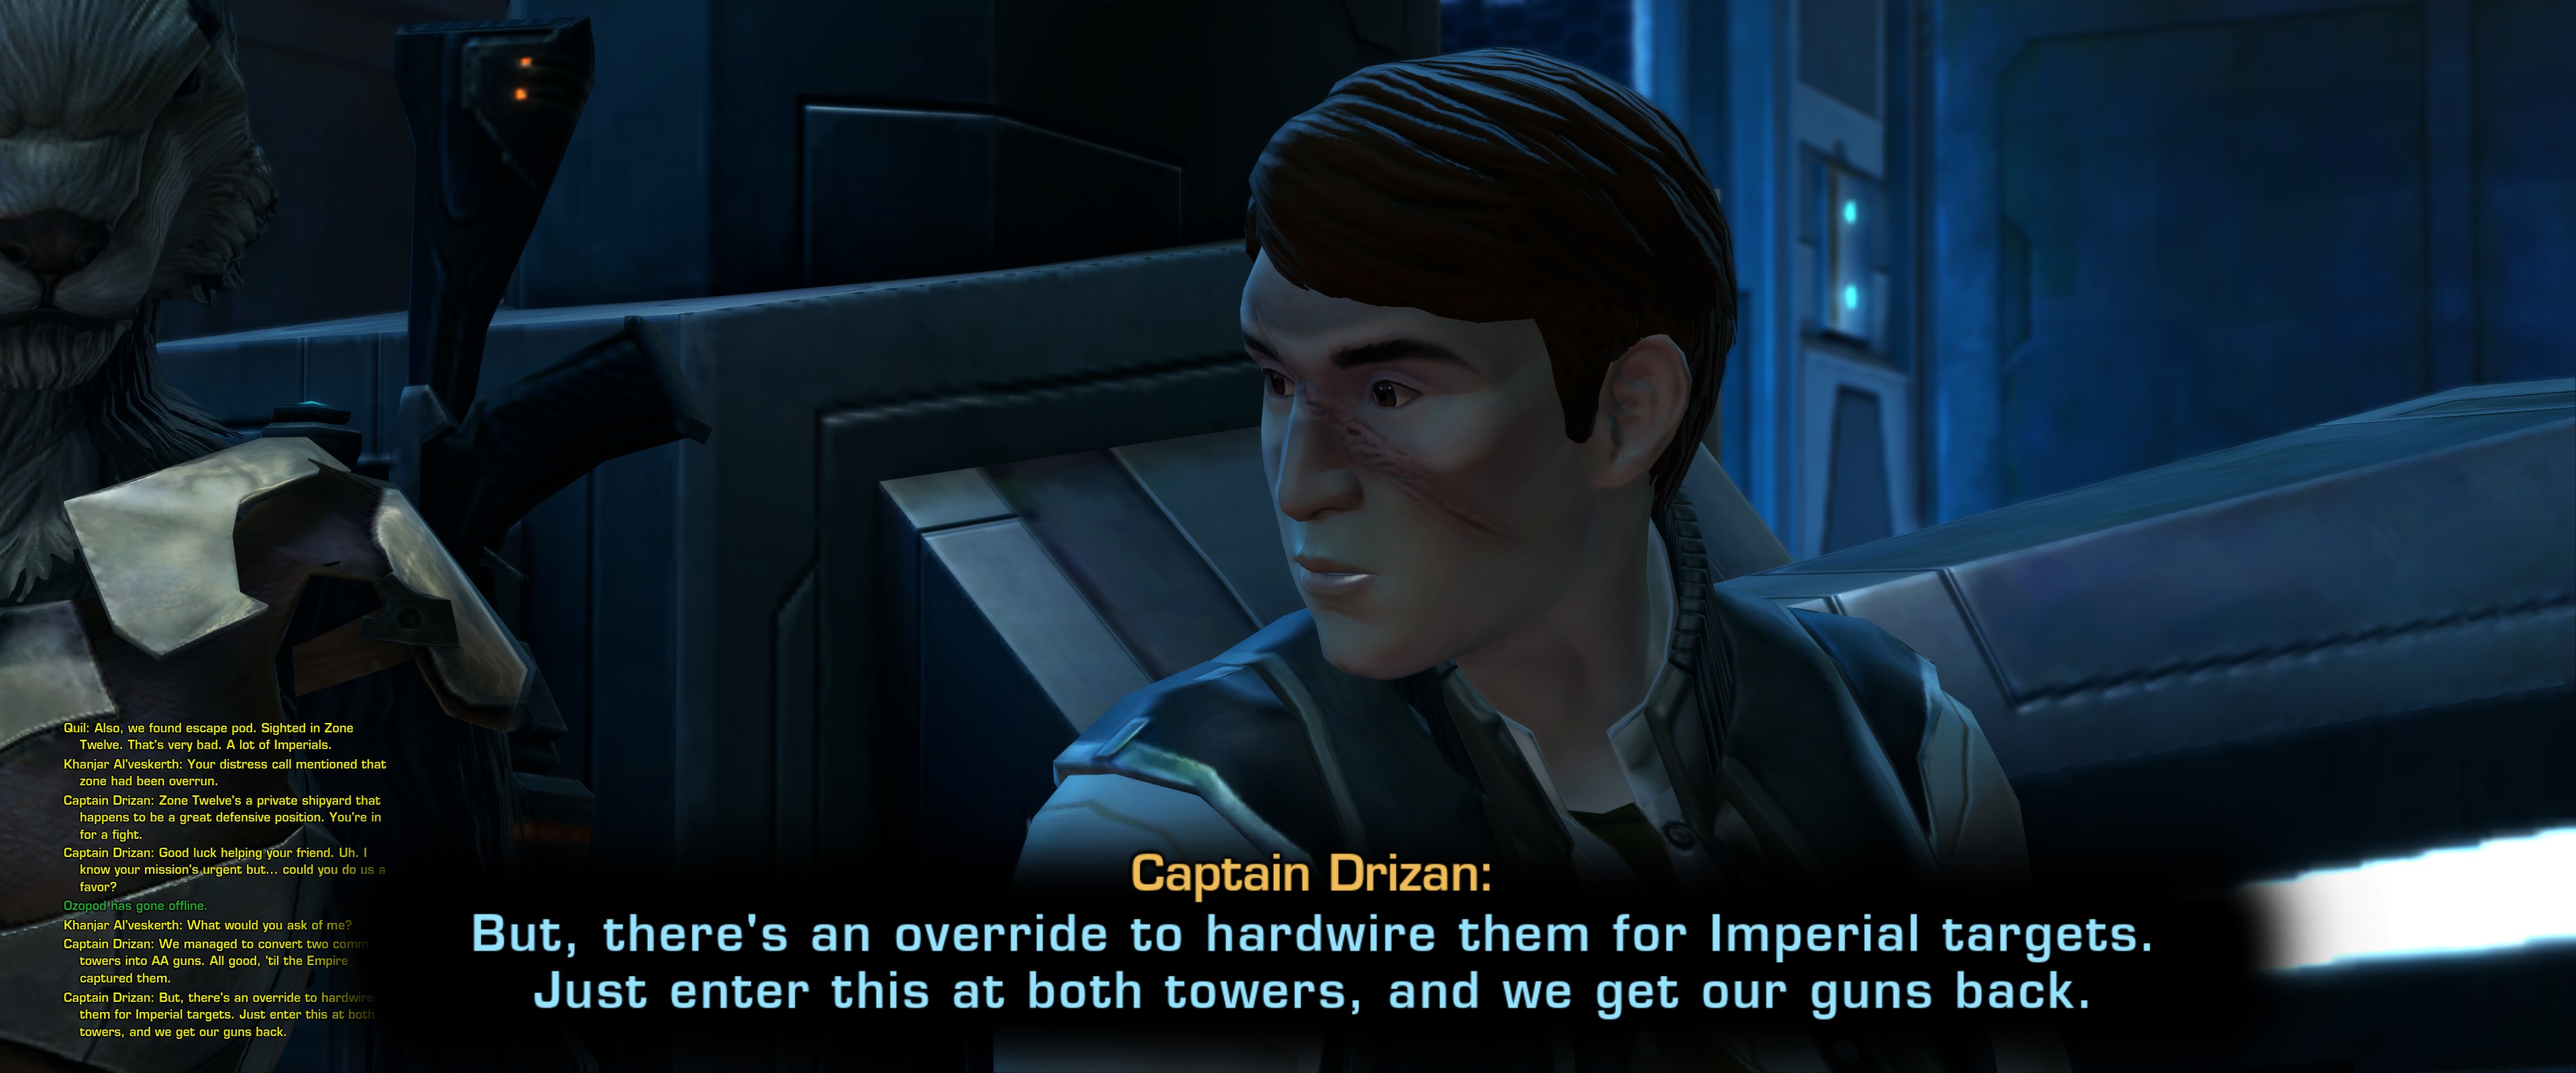 Quil: Also, we found escape pod. Sighted in Zone
Twelve. That's very bad. A lot of Imperials.
Khanjar Al'veskerth: Your distress call mentioned that
zone had been overrun.
Captain Drizan: Zone Twelve's a private shipyard that
happens to be a great defensive position. You're in
for a fight.
Captain Drizan: Good luck helping your friend. Uh. I
know your mission's urgent but... could you do us a
favor?
Ozopod has gone offline.
Khanjar Al'veskerth: What would you ask of me?
Captain Drizan: We managed to convert two comm
towers into AA guns. All good, 'til the Empire
captured them.
Captain Drizan: But, there's an override to hardwire
them for Imperial targets. Just enter this at both
towers, and we get our guns back.
Captain Drizan:
But, there's an override to hardwire them for Imperial targets.
Just enter this at both towers, and we get our guns back.